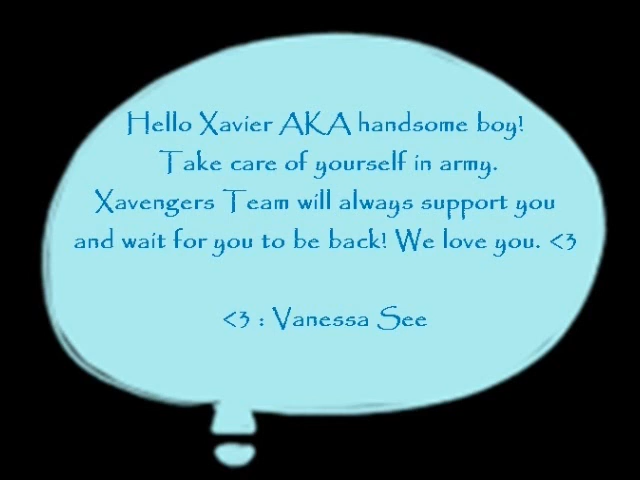 Hello Xavier AKA handsome boy!
Take care of yourself in army.
Xavengers Team will always support you
and wait for you to be back! We love you. <3
<3 : Vanessa See